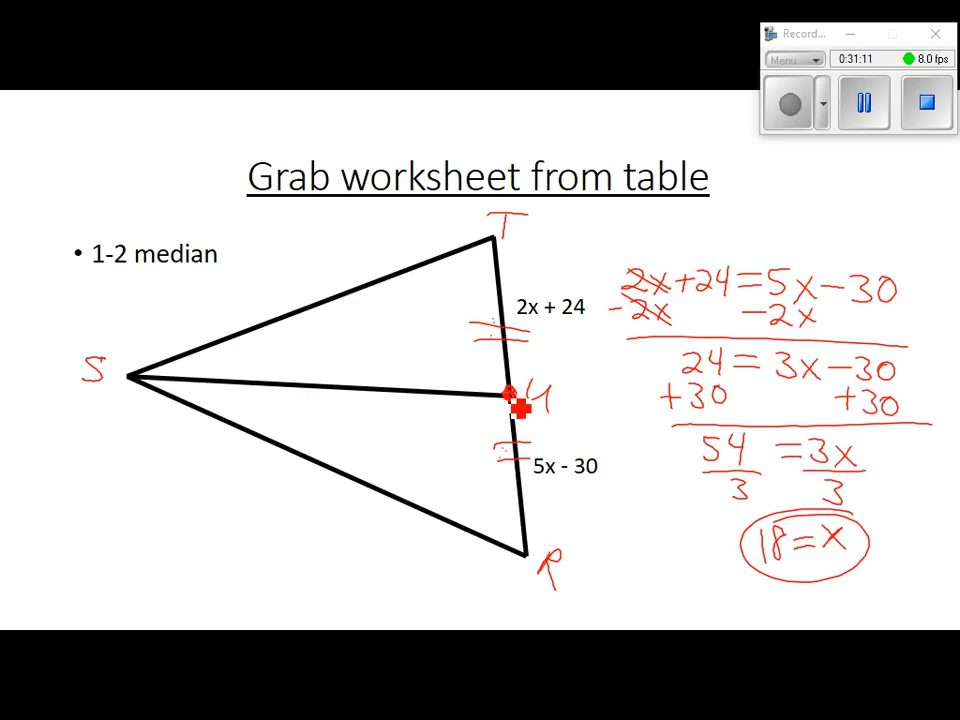 Record...
Menu
0:31:11
8.0 fps
Grab worksheet from table
• 1-2 median
T
2x + 24
S
5x - 30
R
2x + 24 = 5x - 30
- 2x - 2x
24 = 3x - 30
+30 +30
54 = 3x
3 3
18 = x